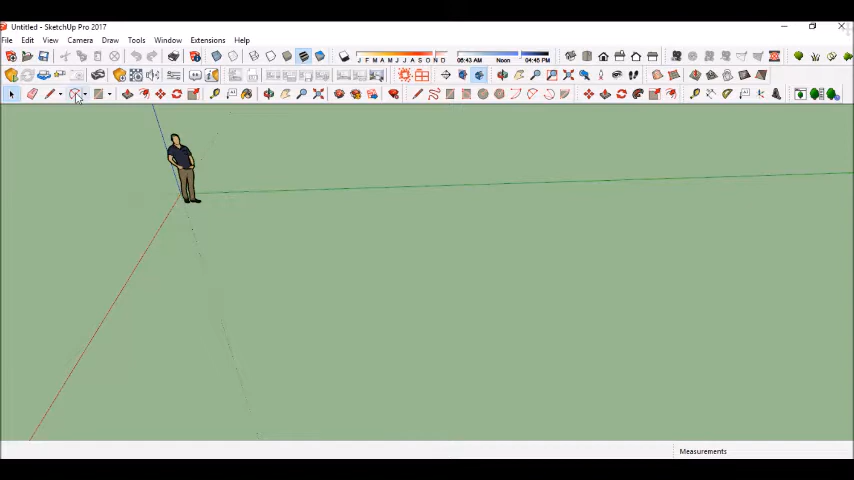 Untitled - SketchUp Pro 2017
File Edit View Camera Draw Tools Window Extensions Help
J F M A M J J A S O N D 06:43 AM Noon 04:45 PM
Measurements